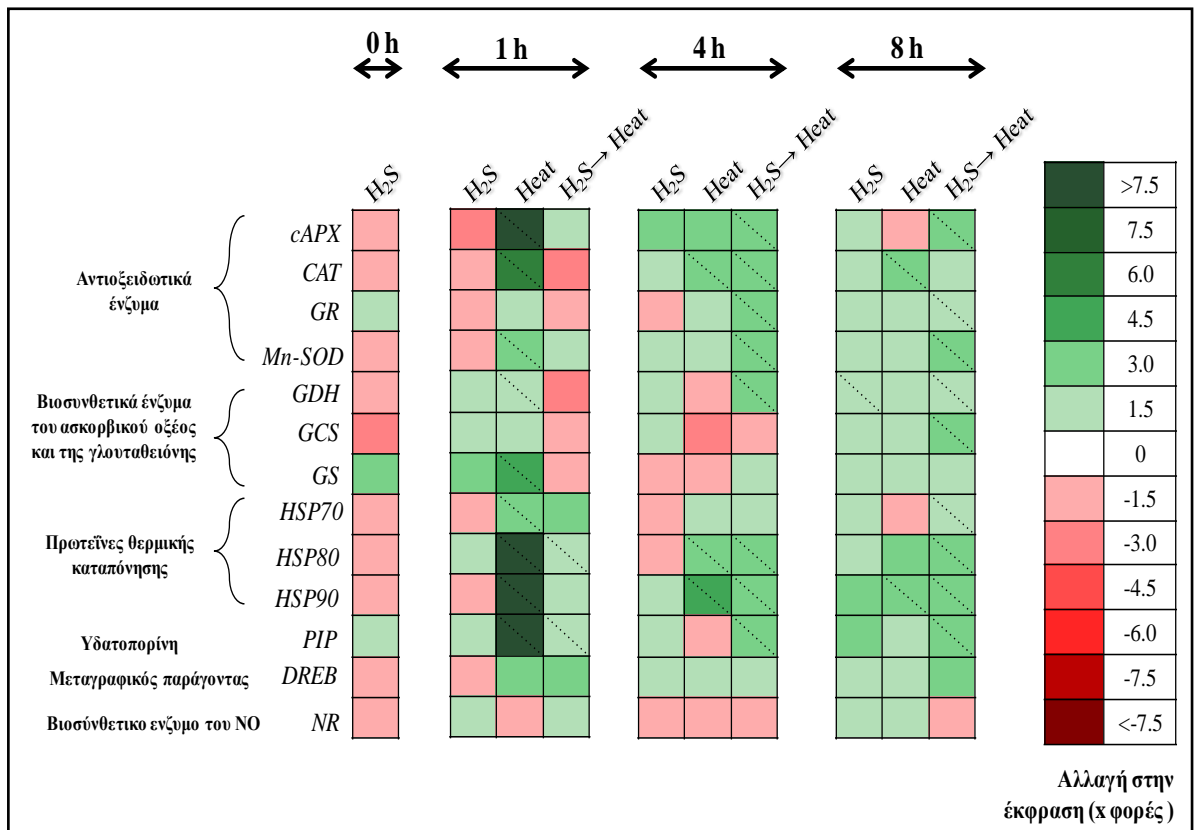 0 h
1 h
4 h
8 h
H₂S
H₂S
Heat
H₂S→ Heat
H₂S
Heat
H₂S→ Heat
H₂S
Heat
H₂S→ Heat
Αντιοξειδωτικά
ένζυμα
cAPX
CAT
GR
Mn-SOD
Βιοσυνθετικά ένζυμα
του ασκορβικού οξέος
και της γλουταθειόνης
GDH
GCS
GS
Πρωτεΐνες θερμικής
καταπόνησης
HSP70
HSP80
HSP90
Υδατοπορίνη
PIP
Μεταγραφικός παράγοντας
DREB
Βιοσύνθετικο ενζυμο του ΝΟ
NR
>7.5
7.5
6.0
4.5
3.0
1.5
0
-1.5
-3.0
-4.5
-6.0
-7.5
<-7.5
Αλλαγή στην
έκφραση (x φορές )